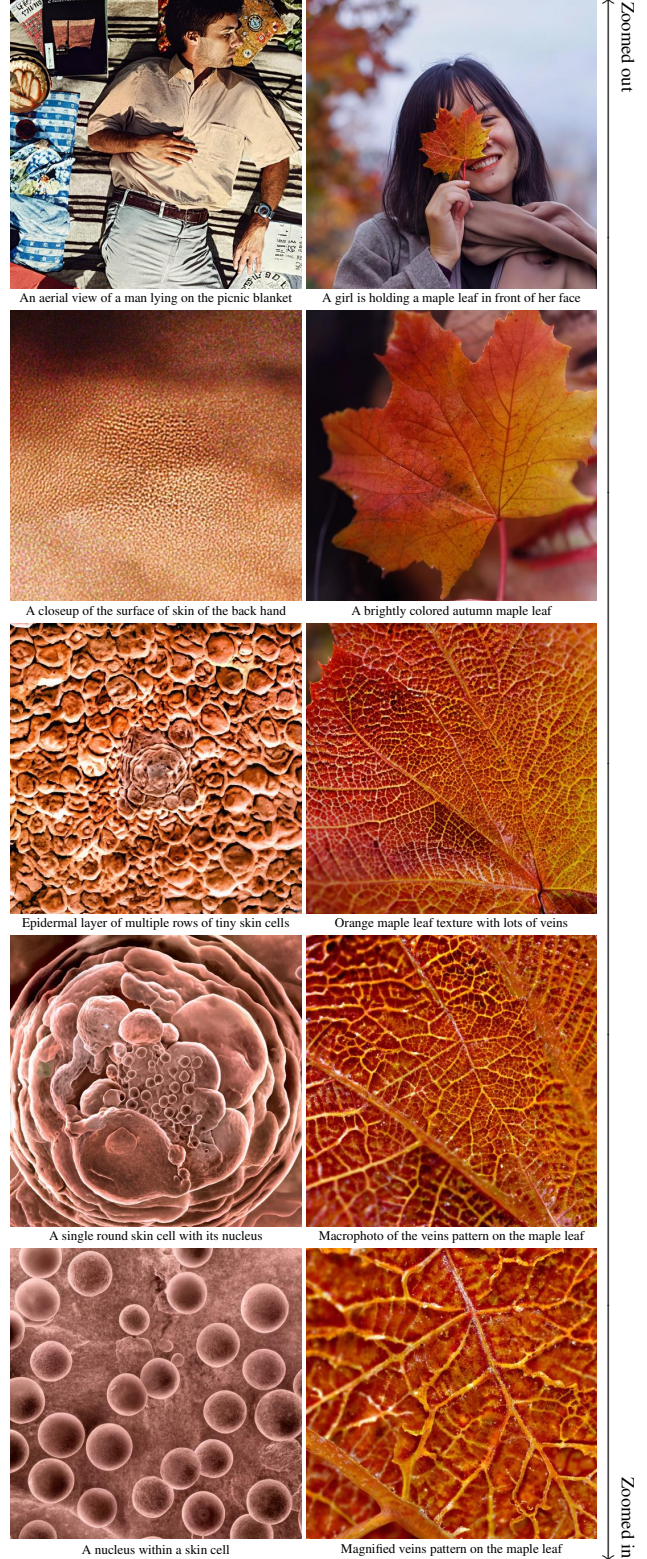 Zoomed out
An aerial view of a man lying on the picnic blanket
A girl is holding a maple leaf in front of her face
A closeup of the surface of skin of the back hand
A brightly colored autumn maple leaf
Epidermal layer of multiple rows of tiny skin cells
Orange maple leaf texture with lots of veins
A single round skin cell with its nucleus
Macrophoto of the veins pattern on the maple leaf
A nucleus within a skin cell
Magnified veins pattern on the maple leaf
Zoomed in